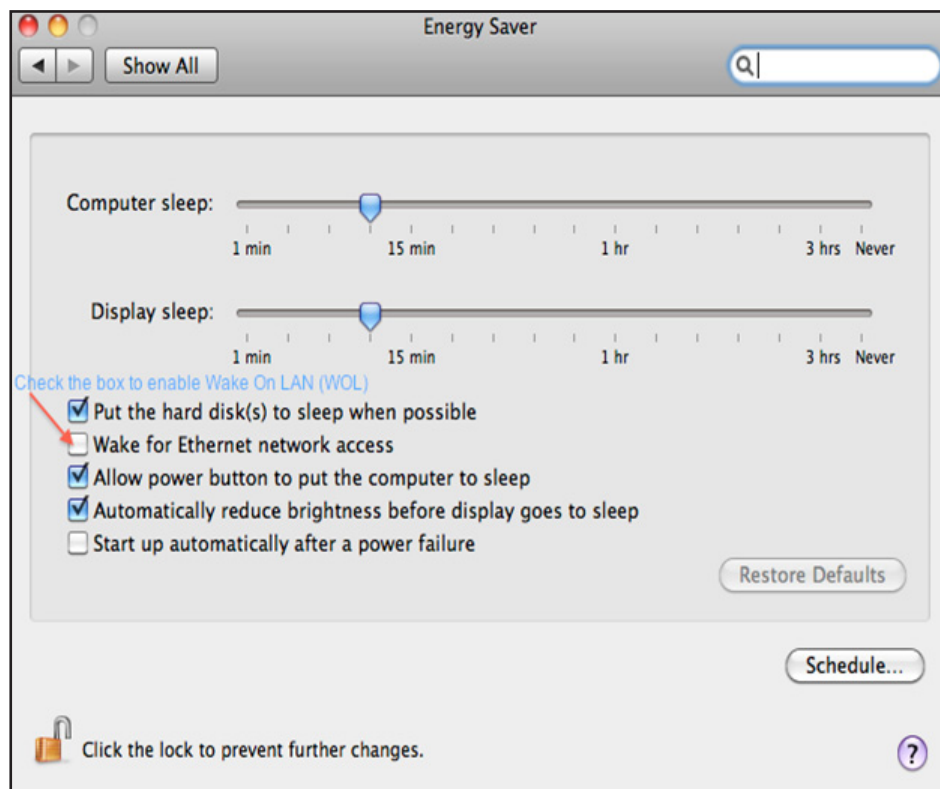 Energy Saver
Show All
Computer sleep:
1 min 15 min 1 hr 3 hrs Never
Display sleep:
1 min 15 min 1 hr 3 hrs Never
Check the box to enable Wake On LAN (WOL)
Put the hard disk(s) to sleep when possible
Wake for Ethernet network access
Allow power button to put the computer to sleep
Automatically reduce brightness before display goes to sleep
Start up automatically after a power failure
Restore Defaults
Schedule...
Click the lock to prevent further changes.
?